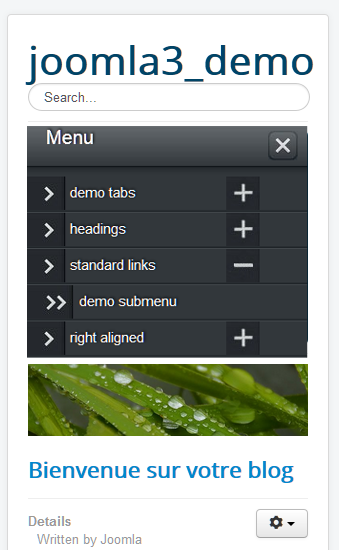 joomla3_demo
Search...
Menu
demo tabs
headings
standard links
demo submenu
right aligned
Bienvenue sur votre blog
Details
Written by Joomla